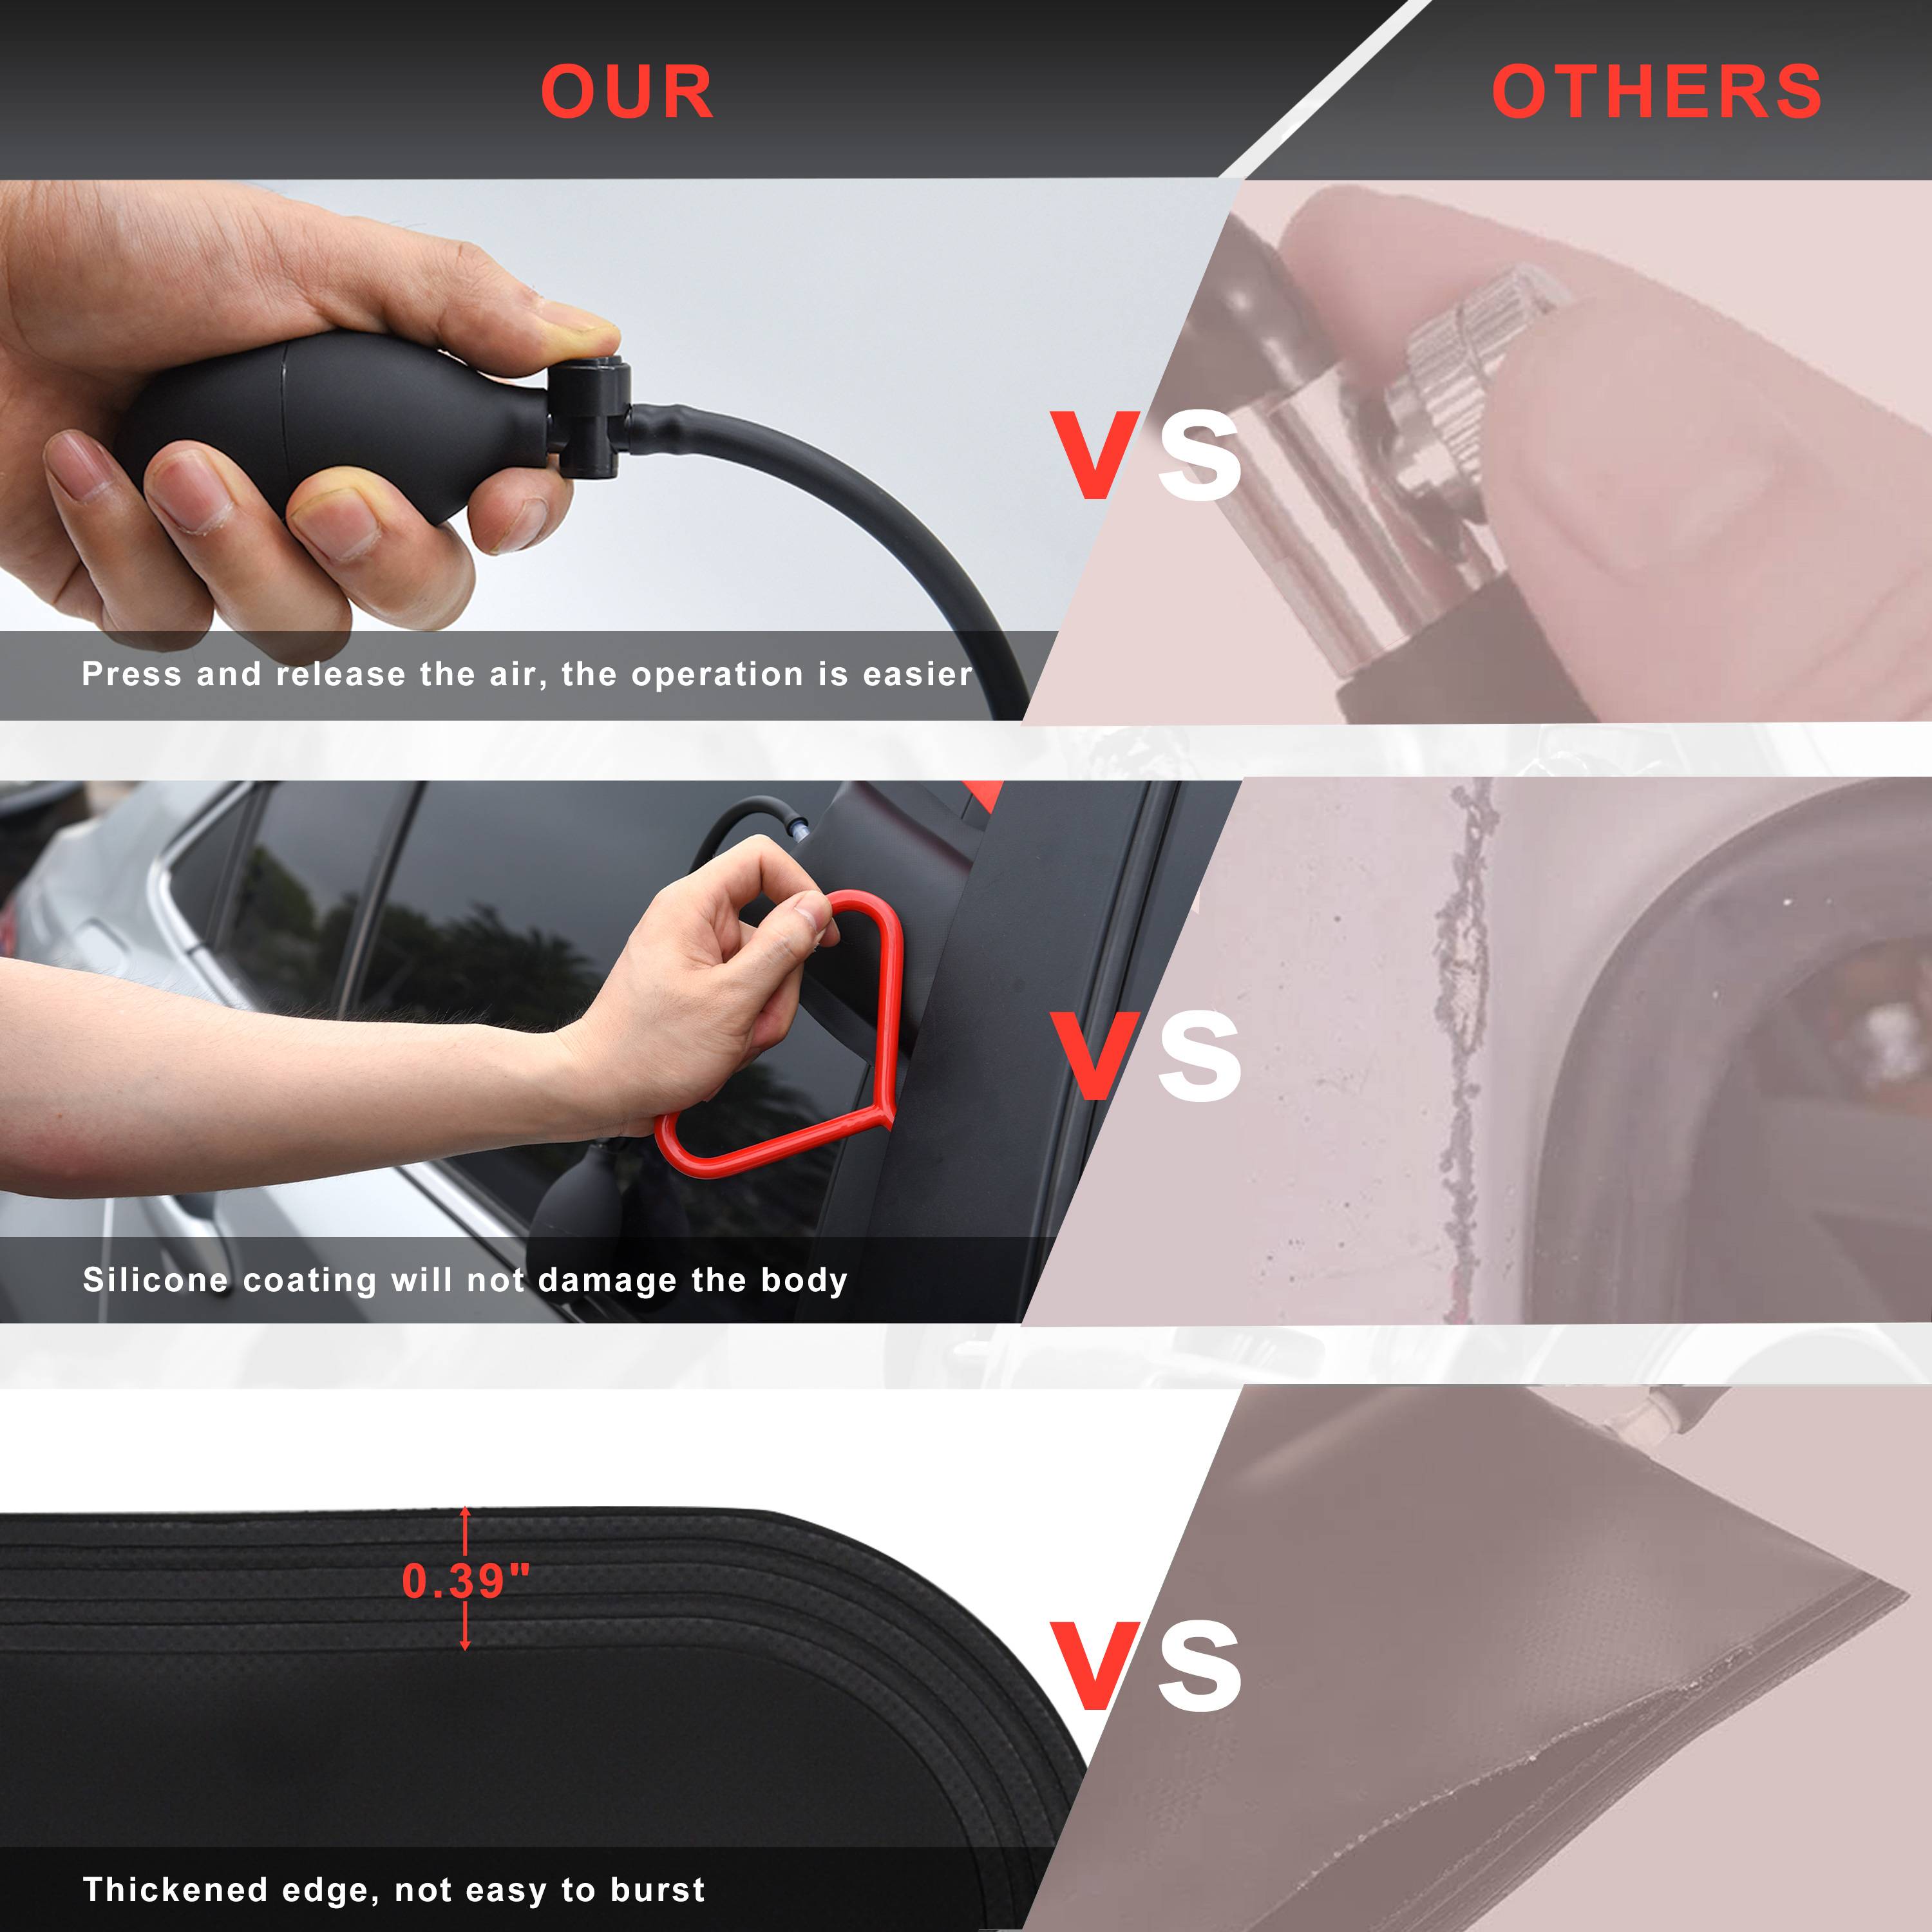 OUR
OTHERS
VS
Press and release the air, the operation is easier
VS
Silicone coating will not damage the body
0.39"
VS
Thickened edge, not easy to burst